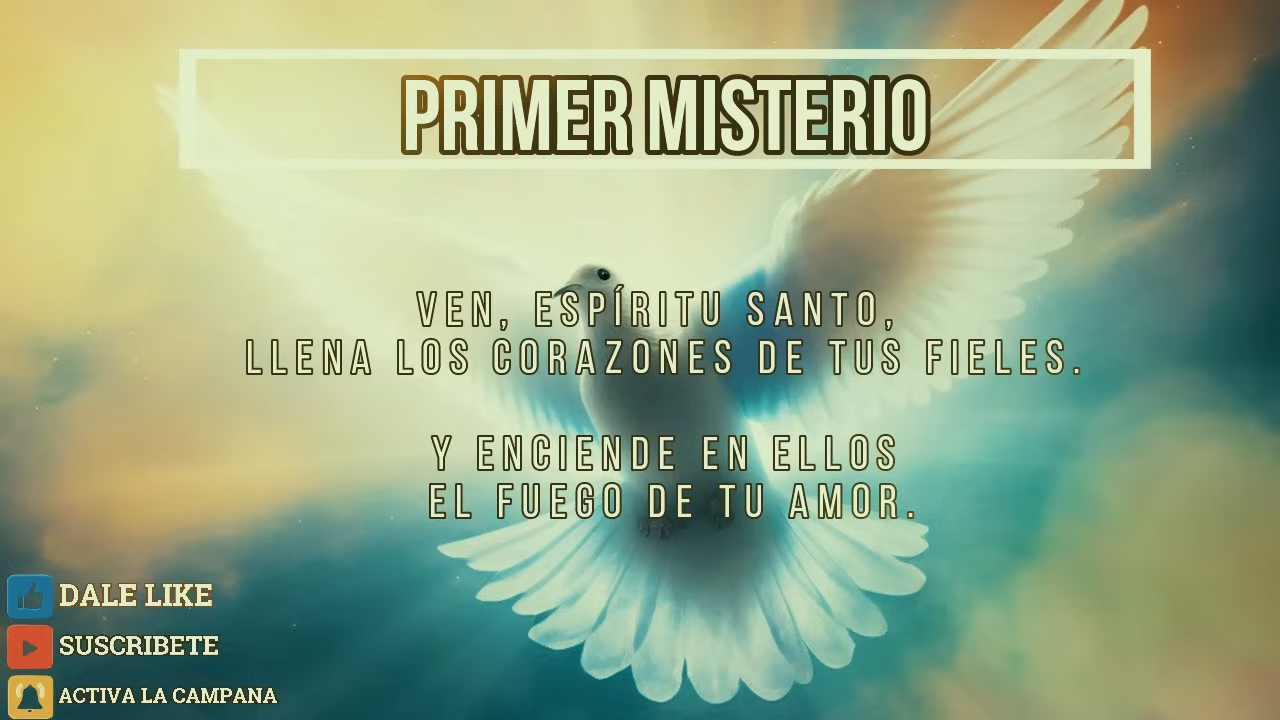 PRIMER MISTERIO
VEN, ESPÍRITU SANTO,
LLENA LOS CORAZONES DE TUS FIELES.
Y ENCIENDE EN ELLOS
EL FUEGO DE TU AMOR.
DALE LIKE
SUSCRIBETE
ACTIVA LA CAMPANA